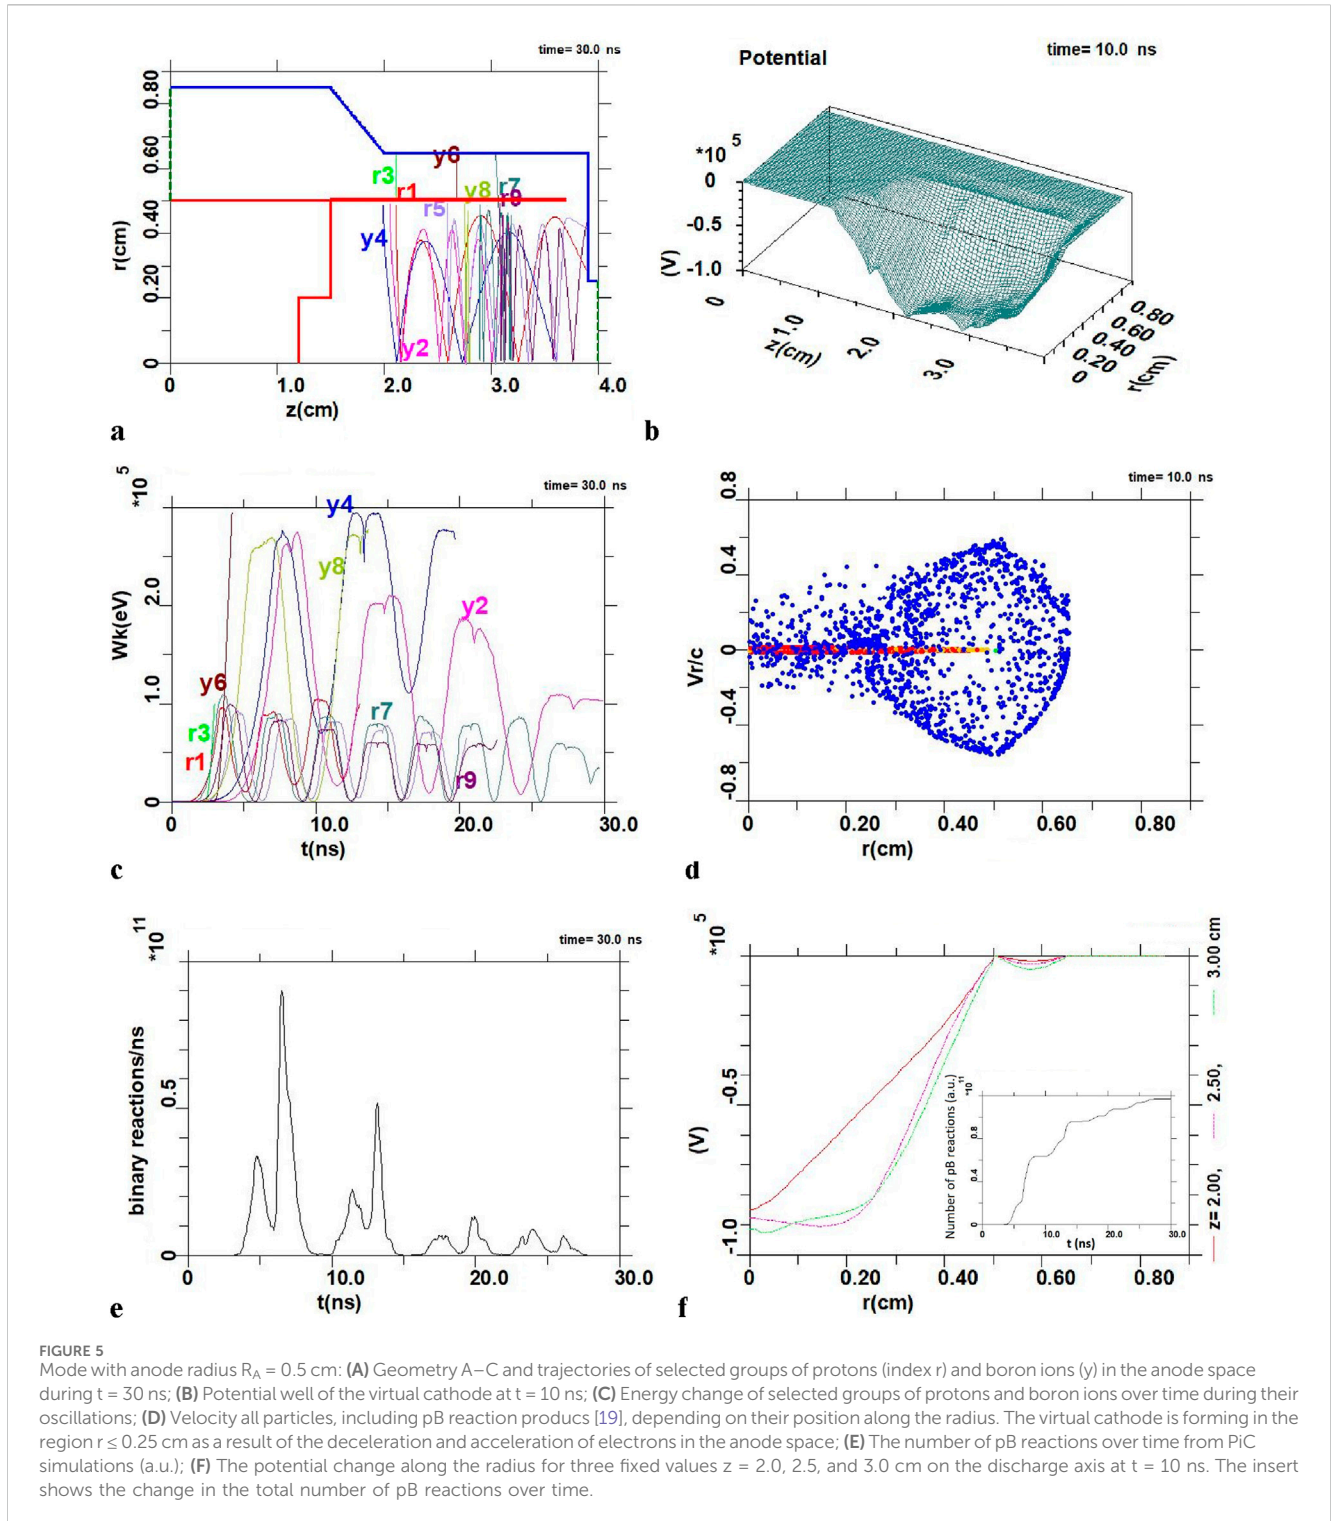 time= 30.0 ns
0.80
0.60
0.40
0.20
0
r(cm)
r3
r1
y6
y8
r7
r9
r5
y4
y2
0 1.0 2.0 3.0 4.0
z(cm)
a
Potential
time= 10.0 ns
*10 5
0
-0.5
-1.0
(V)
0
1.0
2.0
3.0
z(cm)
0.80
0.60
0.40
0.20
0
r(cm)
b
*10 5
time= 30.0 ns
2.0
1.0
0
Wk(eV)
y4
y8
y2
y6
r3
r1
r7
r9
0 10.0 20.0 30.0
t(ns)
c
time= 10.0 ns
0.8
0.4
0
-0.4
-0.8
Vr/c
0 0.20 0.40 0.60 0.80
r(cm)
d
*10 11
time= 30.0 ns
0.5
0
binary reactions/ns
0 10.0 20.0 30.0
t(ns)
e
*10 5
-0.5
-1.0
(V)
0 0.20 0.40 0.60 0.80
r(cm)
z= 2.00, 2.50, 3.00 cm
Number of pB reactions (a.u.)
*10 11
0.8
0.4
0
0 10.0 20.0 30.0
t (ns)
f
FIGURE 5
Mode with anode radius RA = 0.5 cm: (A) Geometry A–C and trajectories of selected groups of protons (index r) and boron ions (y) in the anode space
during t = 30 ns; (B) Potential well of the virtual cathode at t = 10 ns; (C) Energy change of selected groups of protons and boron ions over time during their
oscillations; (D) Velocity all particles, including pB reaction producs [19], depending on their position along the radius. The virtual cathode is forming in the
region r ≤ 0.25 cm as a result of the deceleration and acceleration of electrons in the anode space; (E) The number of pB reactions over time from PiC
simulations (a.u.); (F) The potential change along the radius for three fixed values z = 2.0, 2.5, and 3.0 cm on the discharge axis at t = 10 ns. The insert
shows the change in the total number of pB reactions over time.